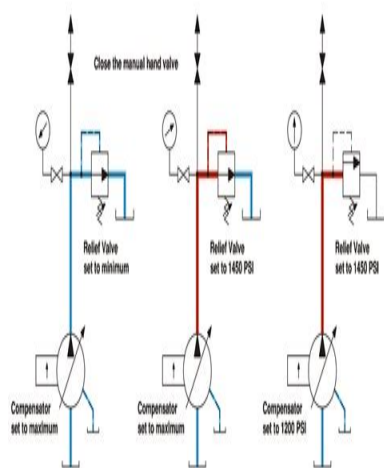 Close the manual hand valve
Relief Valve
set to minimum
Relief Valve
set to 1450 PSI
Relief Valve
set to 1450 PSI
Compensator
set to maximum
Compensator
set to maximum
Compensator
set to 1200 PSI